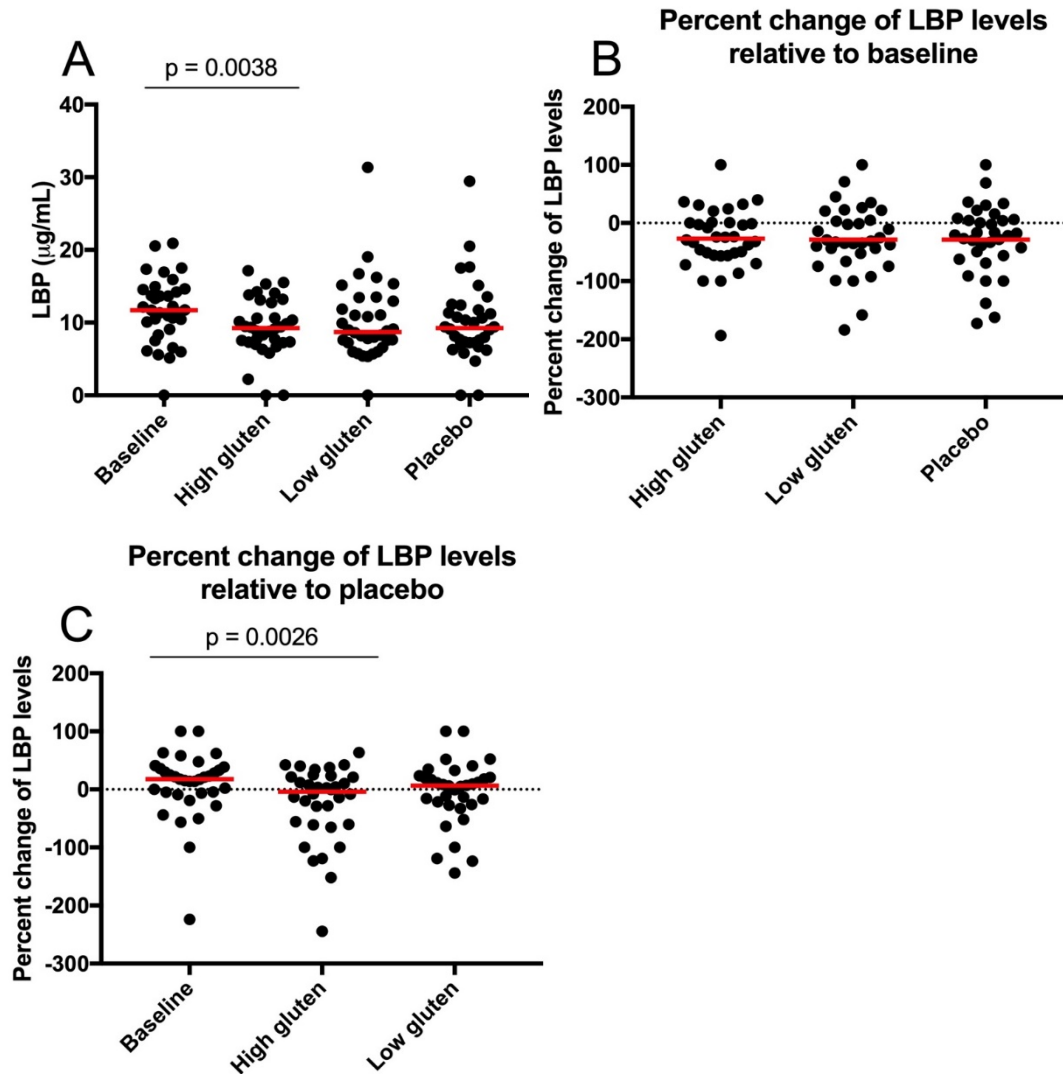 A
p = 0.0038
LBP (µg/mL)
40
30
20
10
0
Baseline
High gluten
Low gluten
Placebo
Percent change of LBP levels
relative to baseline
B
Percent change of LBP levels
200
100
0
-100
-200
-300
High gluten
Low gluten
Placebo
Percent change of LBP levels
relative to placebo
C
p = 0.0026
Percent change of LBP levels
200
100
0
-100
-200
-300
Baseline
High gluten
Low gluten